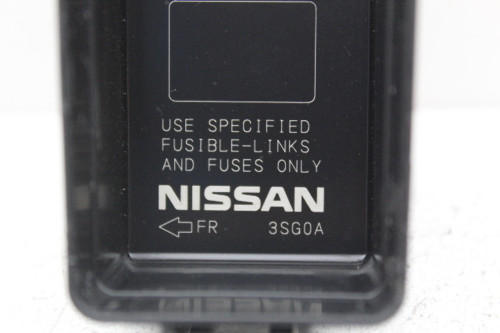 USE SPECIFIED
FUSIBLE-LINKS
AND FUSES ONLY
NISSAN
FR 3SG0A